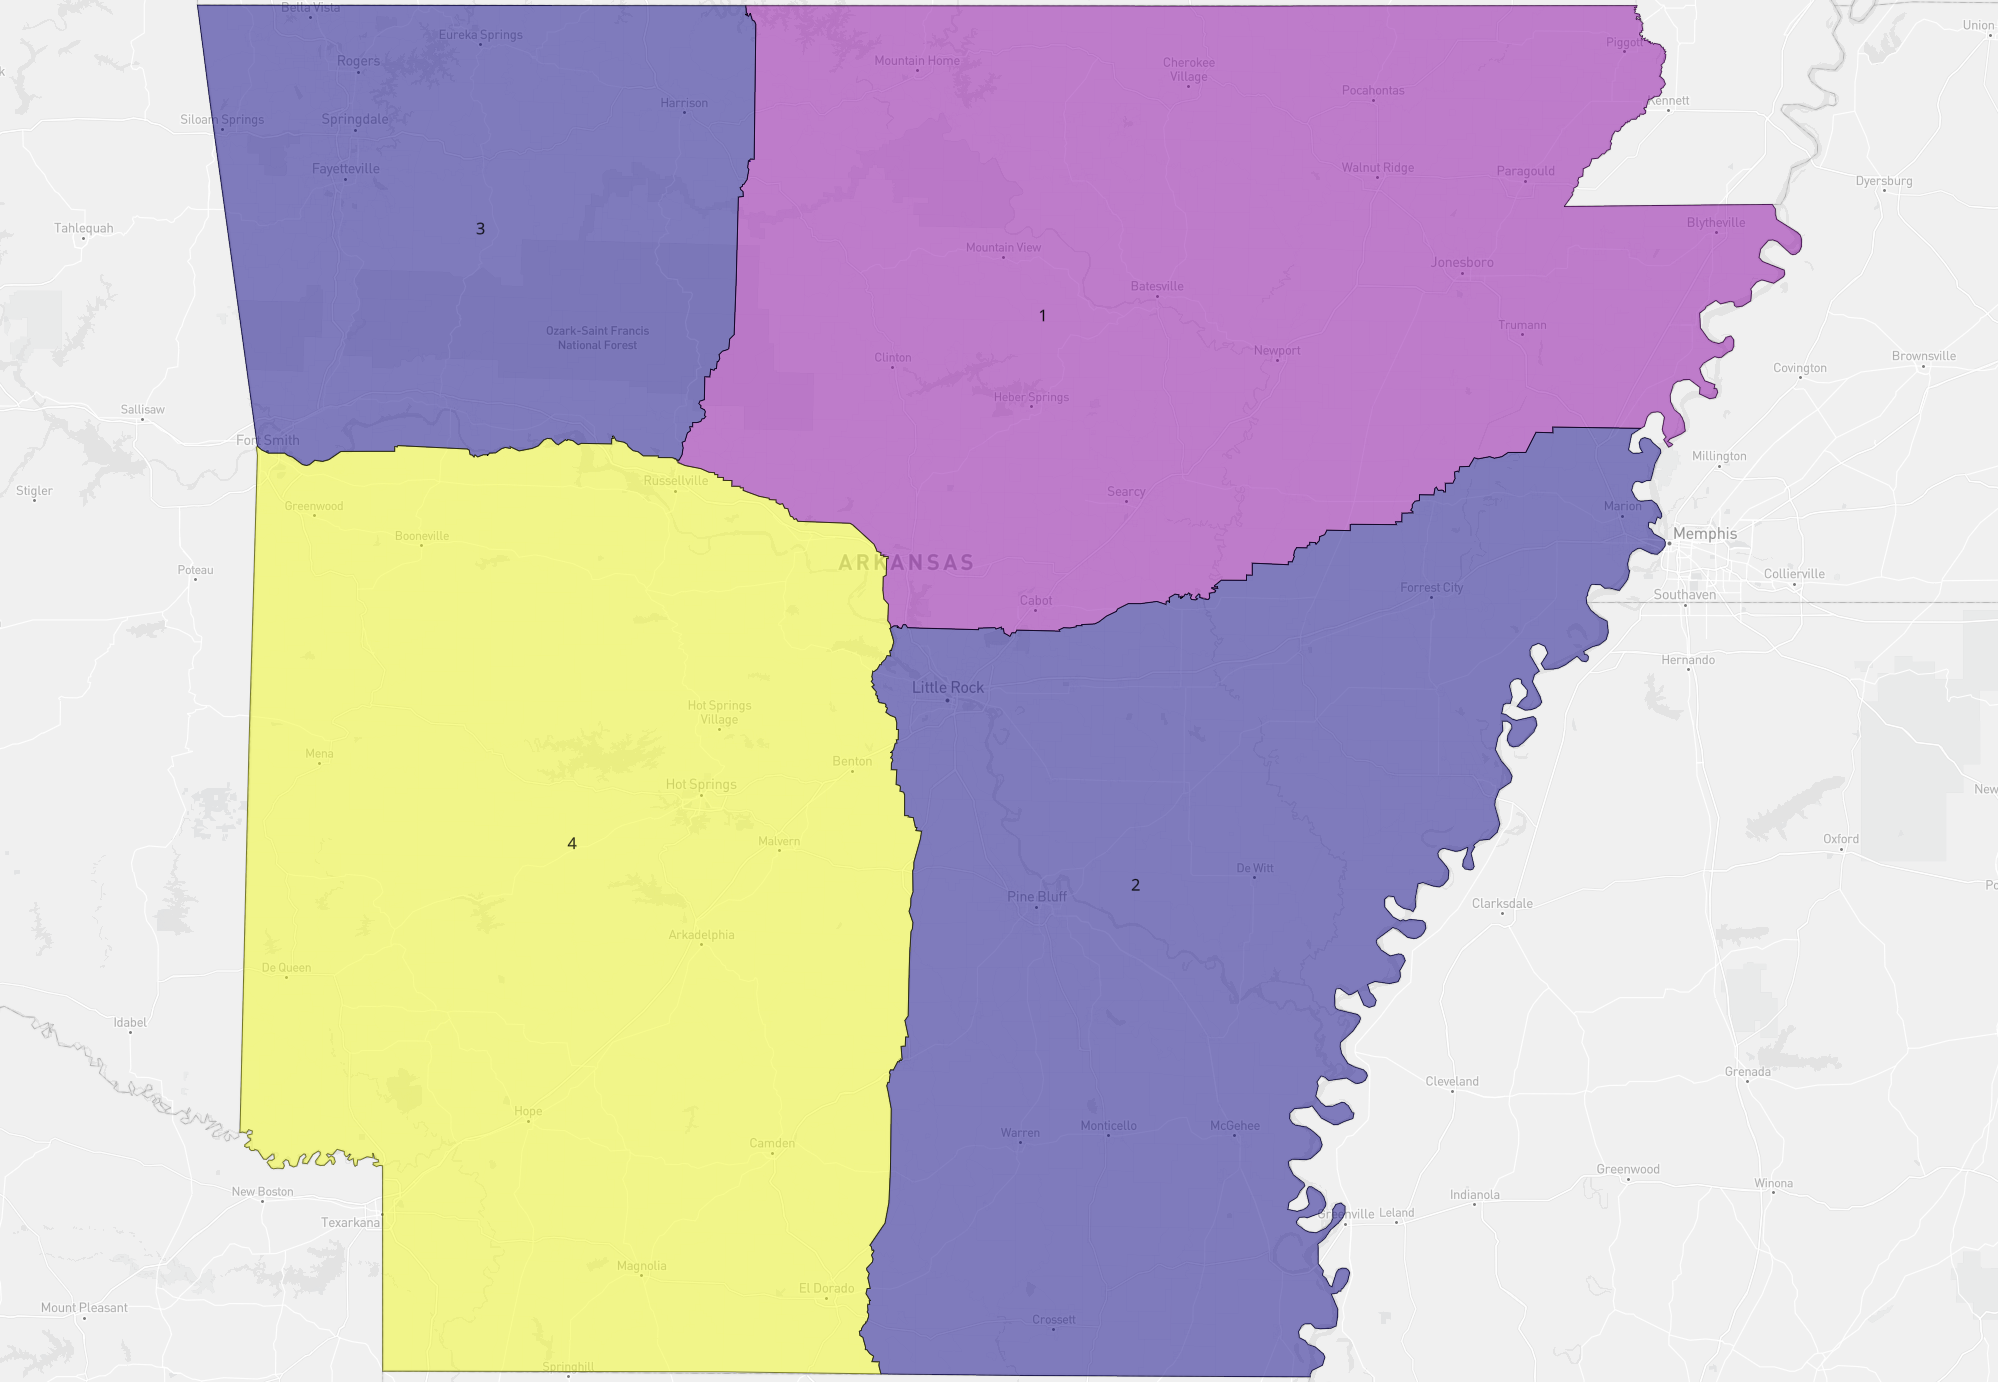 Bella Vista
Eureka Springs
Rogers
Mountain Home
Cherokee
Village
Piggott
Union
Harrison
Pocahontas
Kennett
Siloam Springs
Springdale
Fayetteville
Walnut Ridge
Paragould
Dyersburg
Tahlequah
3
Blytheville
Mountain View
Jonesboro
Batesville
1
Ozark-Saint Francis
National Forest
Trumann
Clinton
Newport
Brownsville
Covington
Heber Springs
Sallisaw
Fort Smith
Millington
Stigler
Russellville
Searcy
Greenwood
Marion
Booneville
Memphis
ARKANSAS
Poteau
Collierville
Cabot
Forrest City
Southaven
Hernando
Little Rock
Hot Springs
Village
Mena
Benton
Hot Springs
New
Malvern
4
Oxford
De Witt
2
Pine Bluff
Clarksdale
Po
Arkadelphia
De Queen
Idabel
Cleveland
Grenada
Hope
Camden
Warren
Monticello
McGehee
Greenwood
New Boston
Winona
Indianola
Texarkana
Greenville
Leland
Magnolia
El Dorado
Mount Pleasant
Crossett
Springhill